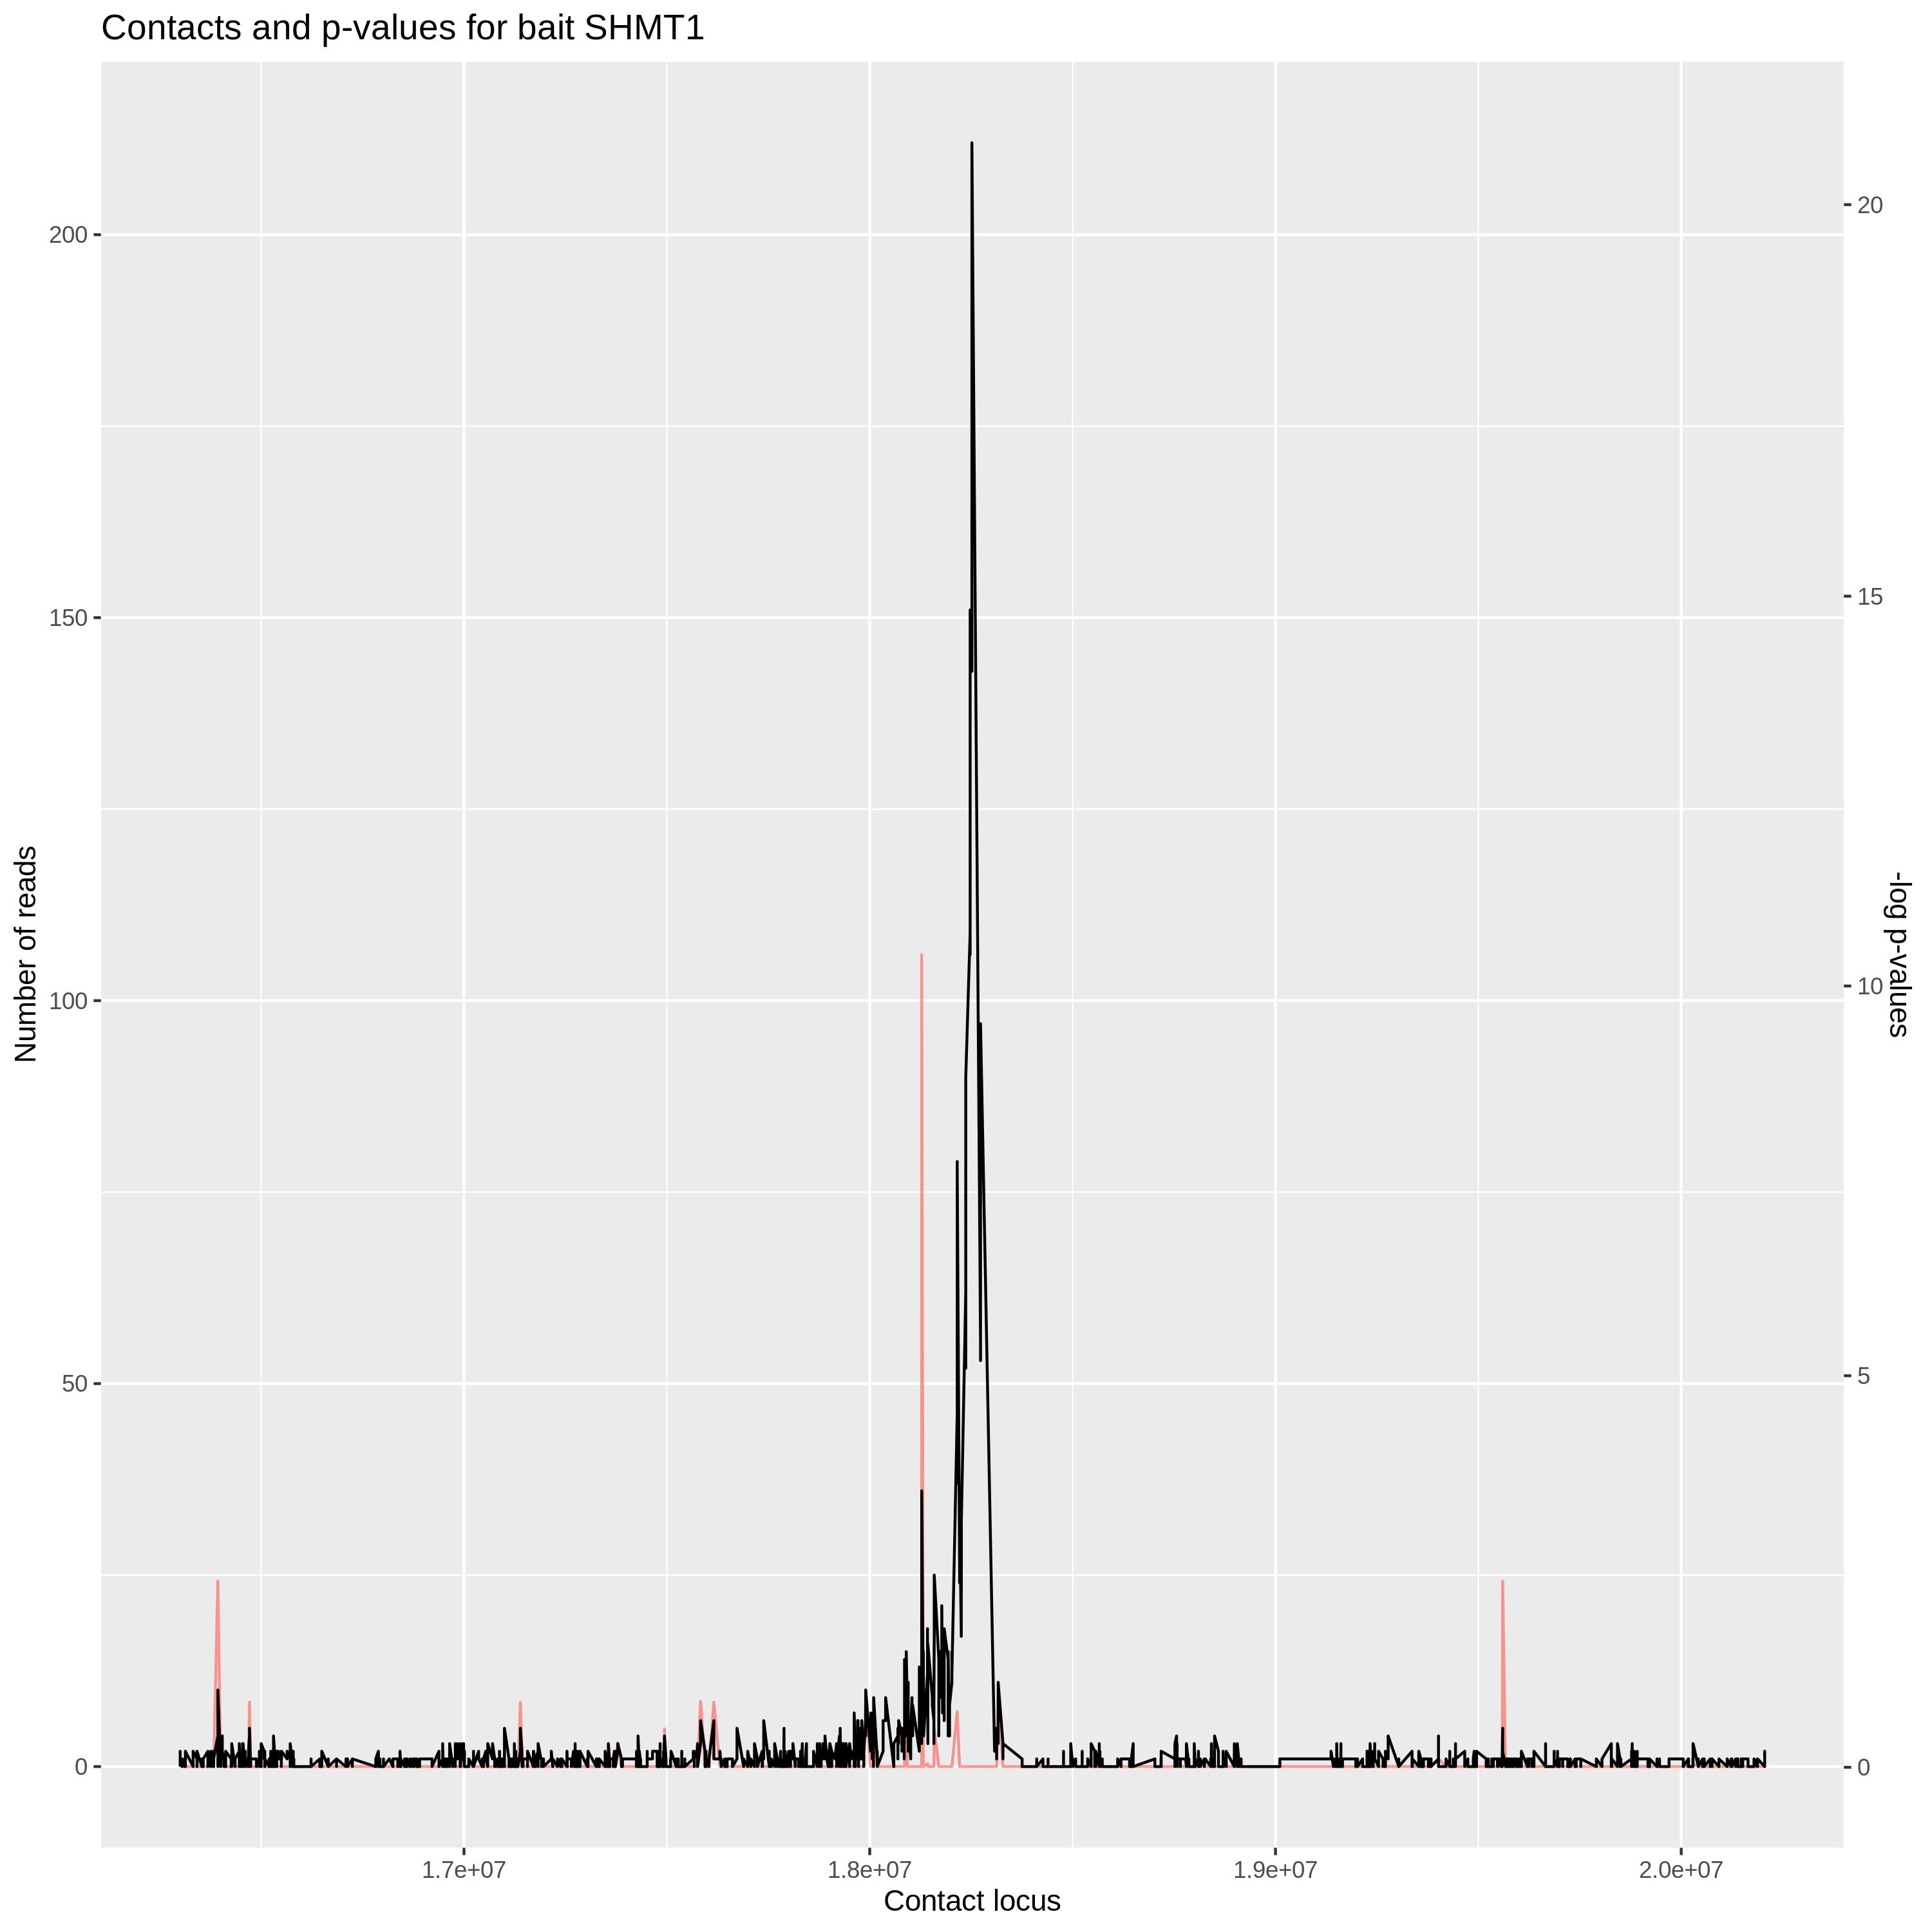 Contacts and p-values for bait SHMT1
Number of reads
200
150
100
50
0
20
15
10
5
0
-log p-values
1.7e+07
1.8e+07
1.9e+07
2.0e+07
Contact locus